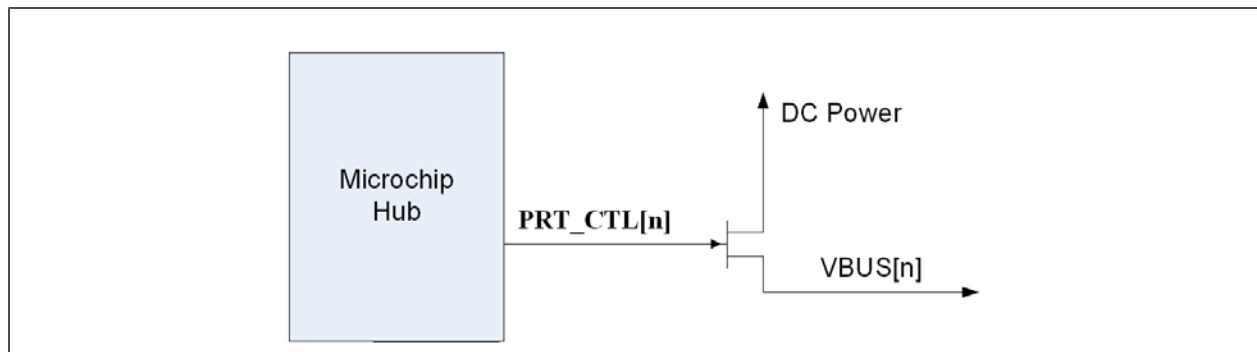 DC Power
Microchip
Hub
PRT_CTL[n]
VBUS[n]